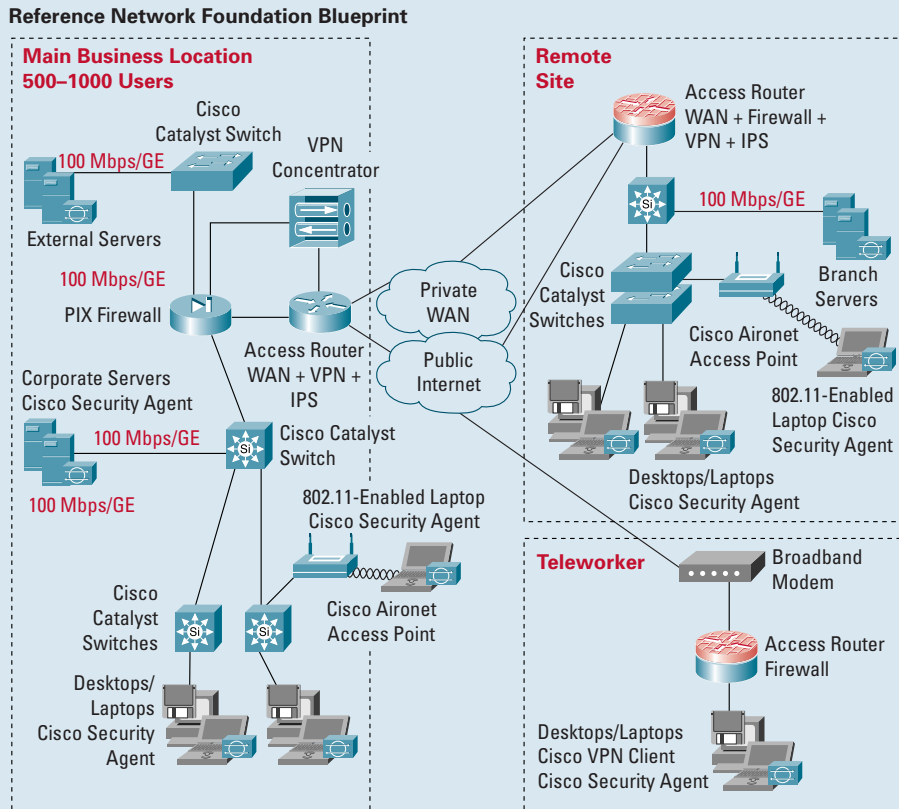 Reference Network Foundation Blueprint
Main Business Location
500–1000 Users
Cisco
Catalyst Switch
VPN
Concentrator
100 Mbps/GE
External Servers
100 Mbps/GE
PIX Firewall
Access Router
WAN + VPN +
IPS
Private
WAN
Public
Internet
Corporate Servers
Cisco Security Agent
100 Mbps/GE
100 Mbps/GE
Si
Cisco Catalyst
Switch
802.11-Enabled Laptop
Cisco Security Agent
Cisco Aironet
Access Point
Cisco
Catalyst
Switches
Si
Si
Desktops/
Laptops
Cisco Security
Agent
Remote
Site
Access Router
WAN + Firewall +
VPN + IPS
Si
100 Mbps/GE
Branch
Servers
Cisco
Catalyst
Switches
Cisco Aironet
Access Point
802.11-Enabled
Laptop Cisco
Security Agent
Desktops/Laptops
Cisco Security Agent
Teleworker
Broadband
Modem
Access Router
Firewall
Desktops/Laptops
Cisco VPN Client
Cisco Security Agent